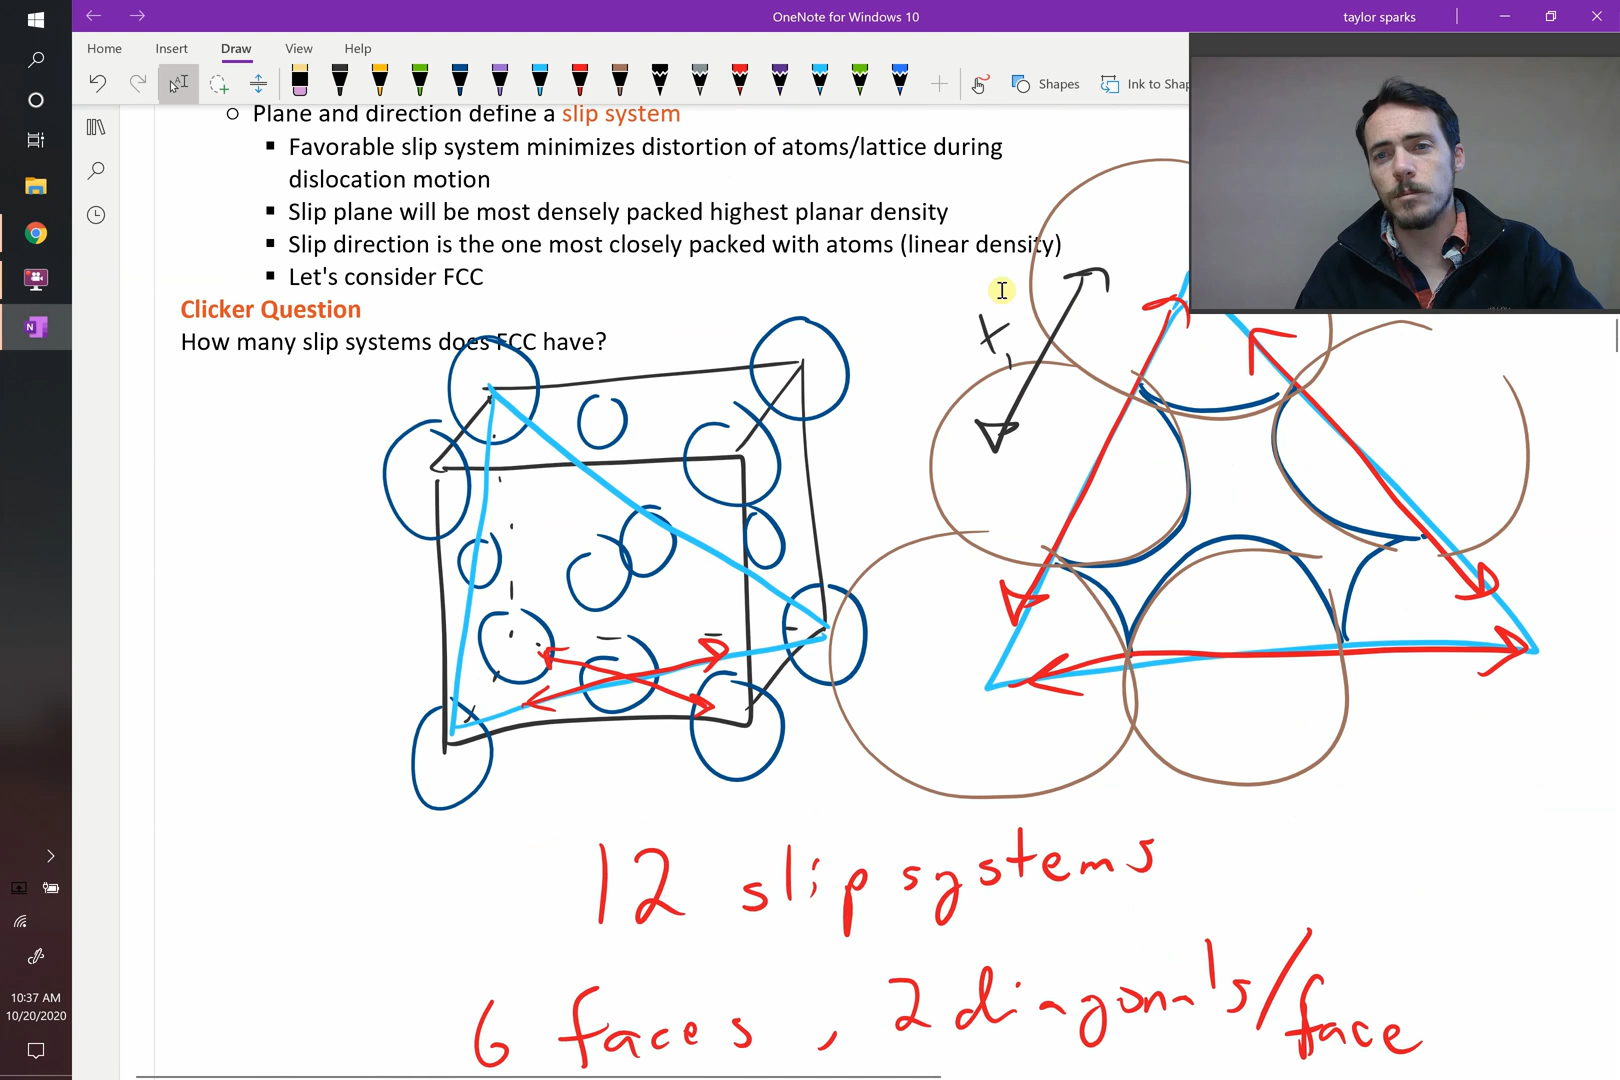 OneNote for Windows 10
taylor sparks
Home Insert Draw View Help
Shapes
Ink to Shap
Plane and direction define a slip system
Favorable slip system minimizes distortion of atoms/lattice during
dislocation motion
Slip plane will be most densely packed highest planar density
Slip direction is the one most closely packed with atoms (linear density)
Let's consider FCC
Clicker Question
How many slip systems does FCC have?
12 slip systems
6 faces, 2 diagonals/face
10:37 AM
10/20/2020